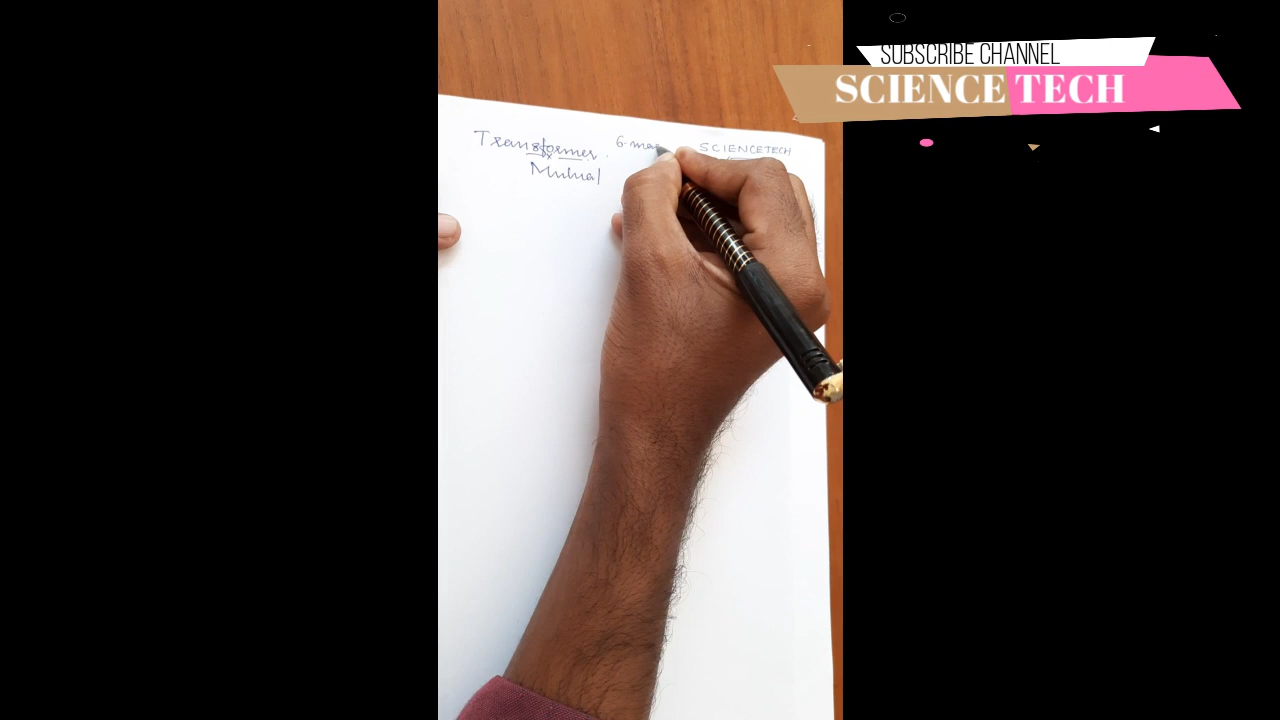 SUBSCRIBE CHANNEL
SCIENCE TECH
Transformer. 6-mar SCIENCETECH
Mutual